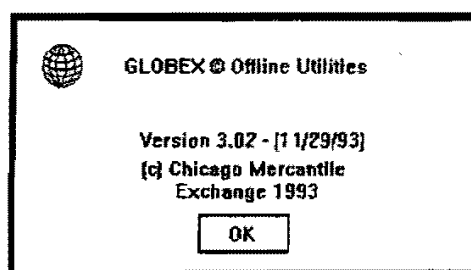 GLOBEX © Offline Utilities
Version 3.02 - [11/29/93]
(c) Chicago Mercantile
Exchange 1993
OK